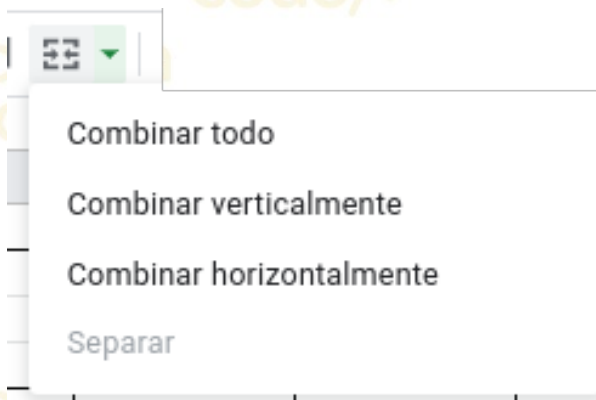 Combinar todo
Combinar verticalmente
Combinar horizontalmente
Separar